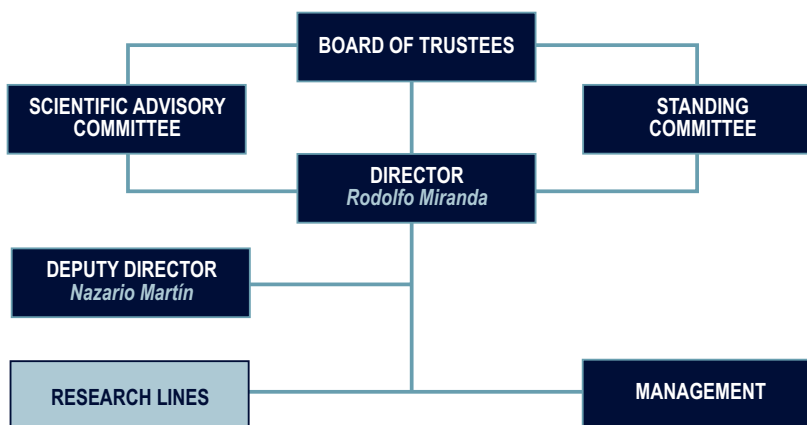 BOARD OF TRUSTEES
SCIENTIFIC ADVISORY
COMMITTEE
STANDING
COMMITTEE
DIRECTOR
Rodolfo Miranda
DEPUTY DIRECTOR
Nazario Martín
RESEARCH LINES
MANAGEMENT